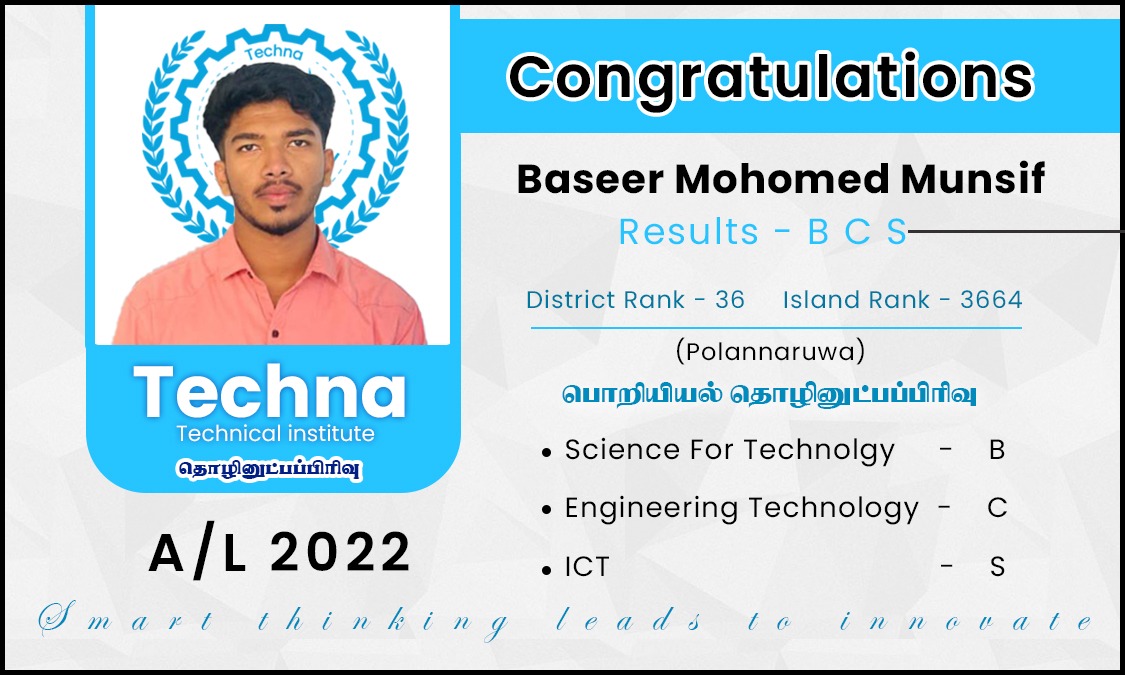 Techna
Congratulations
Baseer Mohomed Munsif
Results - B C S
District Rank - 36 Island Rank - 3664
(Polannaruwa)
பொறியியல் தொழினுட்பப்பிரிவு
• Science For Technolgy - B
• Engineering Technology - C
• ICT - S
Techna
Technical institute
தொழினுட்பப்பிரிவு
A/L 2022
Smart thinking leads to innovate